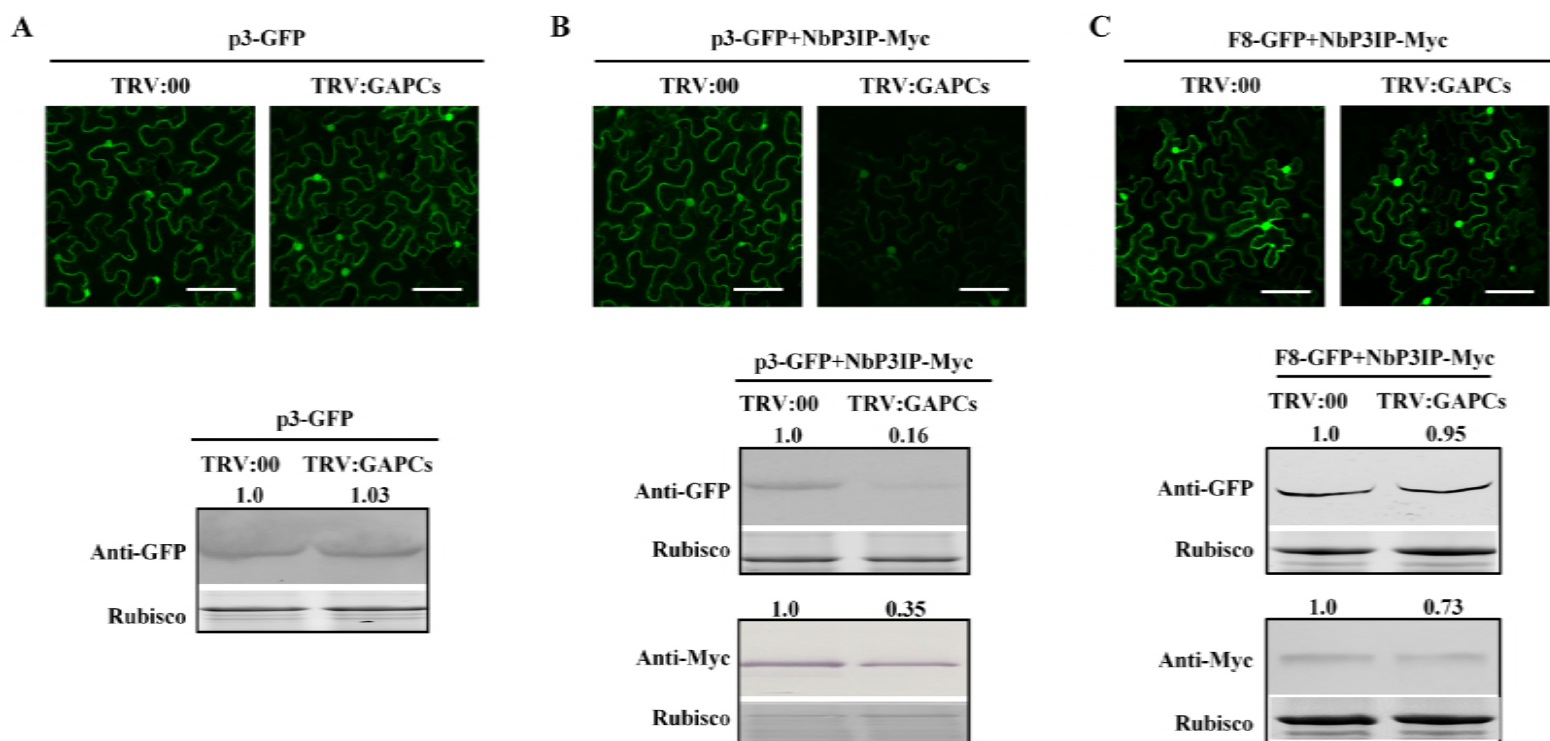 A
p3-GFP
TRV:00 TRV:GAPCs
p3-GFP
TRV:00 TRV:GAPCs
1.0 1.03
Anti-GFP
Rubisco
B
p3-GFP+NbP3IP-Myc
TRV:00 TRV:GAPCs
p3-GFP+NbP3IP-Myc
TRV:00 TRV:GAPCs
1.0 0.16
Anti-GFP
Rubisco
1.0 0.35
Anti-Myc
Rubisco
C
F8-GFP+NbP3IP-Myc
TRV:00 TRV:GAPCs
F8-GFP+NbP3IP-Myc
TRV:00 TRV:GAPCs
1.0 0.95
Anti-GFP
Rubisco
1.0 0.73
Anti-Myc
Rubisco